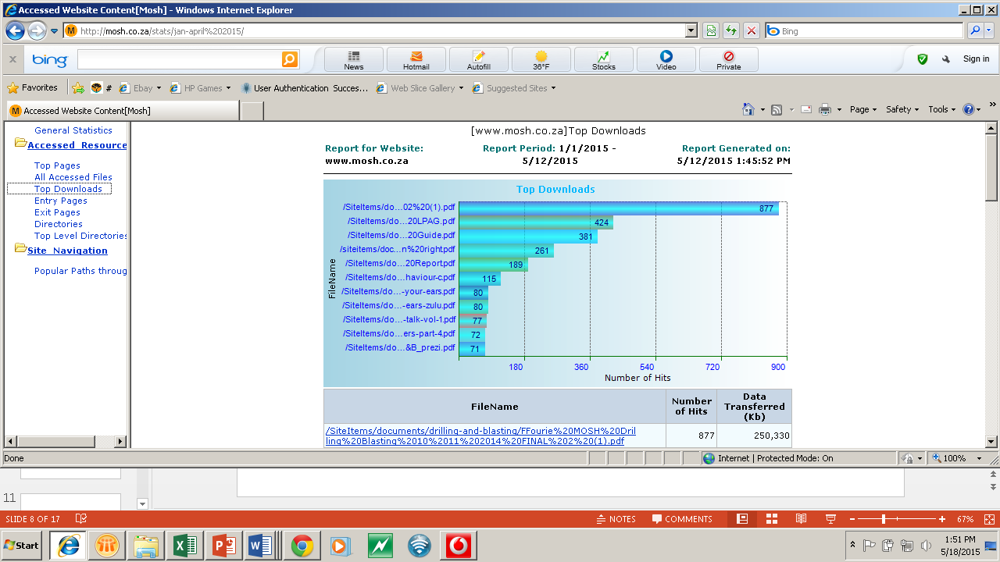 Accessed Website Content[Mosh] - Windows Internet Explorer
http://mosh.co.za/stats/jan-april%202015/
Bing
bing
News
Hotmail
Autofill
36°F
Stocks
Video
Private
Sign in
Favorites
#
Ebay
HP Games
User Authentication Succes...
Web Slice Gallery
Suggested Sites
Accessed Website Content[Mosh]
Page
Safety
Tools
General Statistics
Accessed Resource
Top Pages
All Accessed Files
Top Downloads
Entry Pages
Exit Pages
Directories
Top Level Directories
Site Navigation
Popular Paths throug
[www.mosh.co.za]Top Downloads
Report for Website:
www.mosh.co.za
Report Period: 1/1/2015 -
5/12/2015
Report Generated on:
5/12/2015 1:45:52 PM
Top Downloads
FileName
/SiteItems/do...02%20(1).pdf 877
/SiteItems/do...20LPAG.pdf 424
/SiteItems/do...20Guide.pdf 381
/siteitems/doc...n%20right.pdf 261
/SiteItems/do...20Report.pdf 189
/SiteItems/do...haviour-c.pdf 115
/SiteItems/do...-your-ears.pdf 80
/SiteItems/do...-ears-zulu.pdf 80
/SiteItems/do...-talk-vol-1.pdf 77
/SiteItems/do...ers-part-4.pdf 72
/SiteItems/do...&B_prezi.pdf 71
180 360 540 720 900
Number of Hits
FileName
Number
of Hits
Data
Transferred
(Kb)
/SiteItems/documents/drilling-and-blasting/FFourie%20MOSH%20Dril
ling%20Blasting%2010%2011%202014%20FINAL%202%20(1).pdf
877
250,330
Done
Internet | Protected Mode: On
100%
11
SLIDE 8 OF 17
NOTES
COMMENTS
67%
Start
1:51 PM
5/18/2015